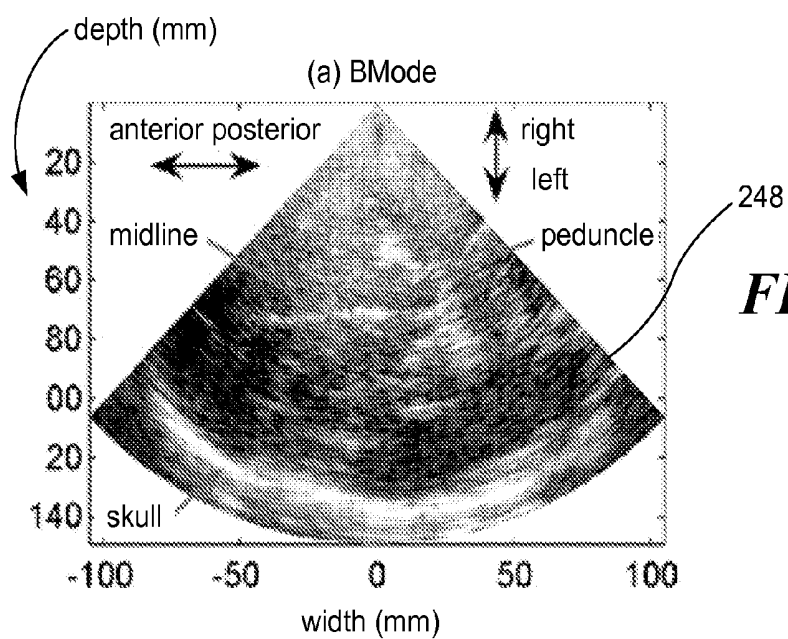 depth (mm)
(a) BMode
anterior posterior
right
left
20
40
60
80
00
20
140
midline
peduncle
248
FI
skull
-100 -50 0 50 100
width (mm)